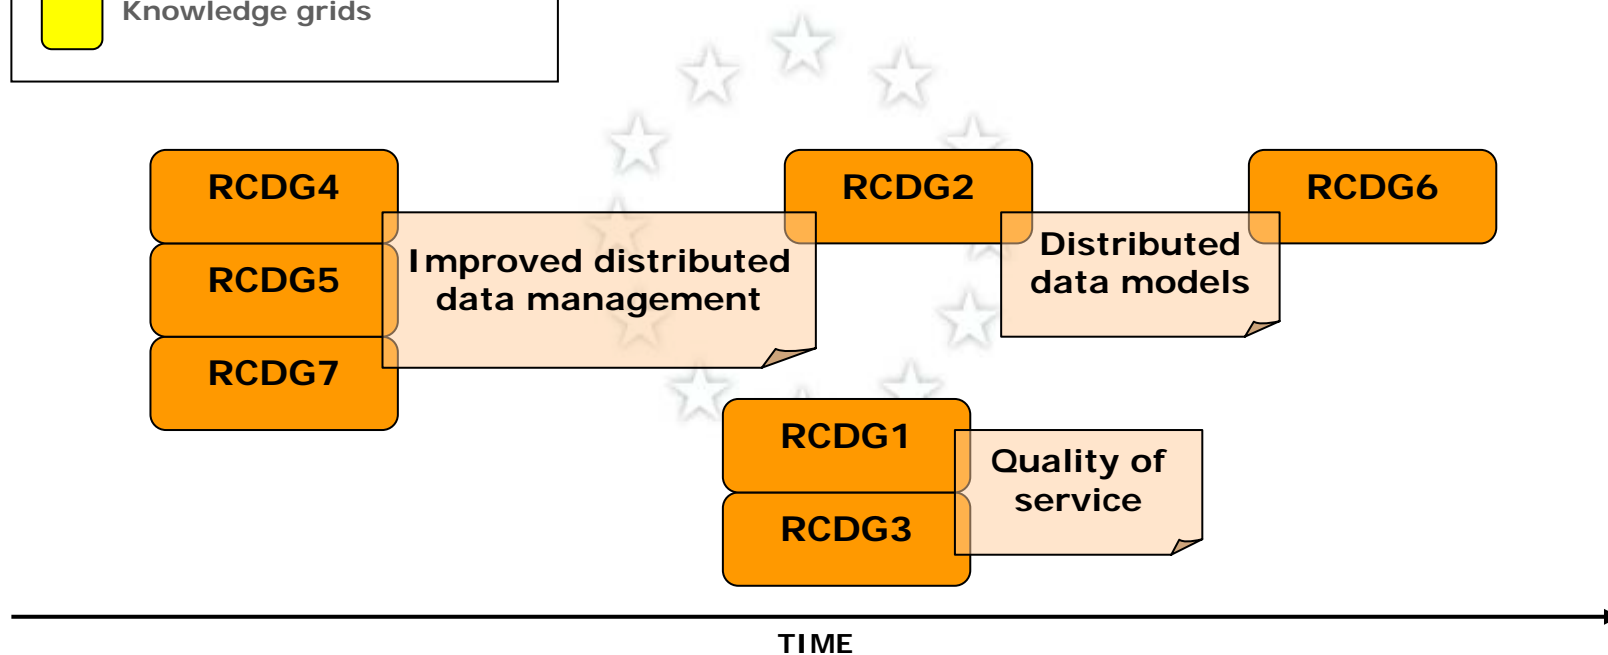 Knowledge grids
RCDG4
RCDG2
RCDG6
Improved distributed
data management
Distributed
data models
RCDG5
RCDG7
RCDG1
Quality of
service
RCDG3
TIME